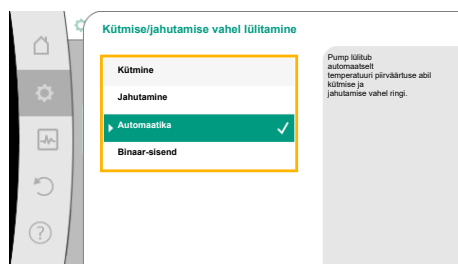 Kütmise/jahutamise vahel lülitamine
Kütmine
Jahutamine
Automaatika
Binaar-sisend
Pump lülitub
automaatselt
temperatuuri piirväärtuse abil
kütmise ja
jahutamise vahel ringi.
?